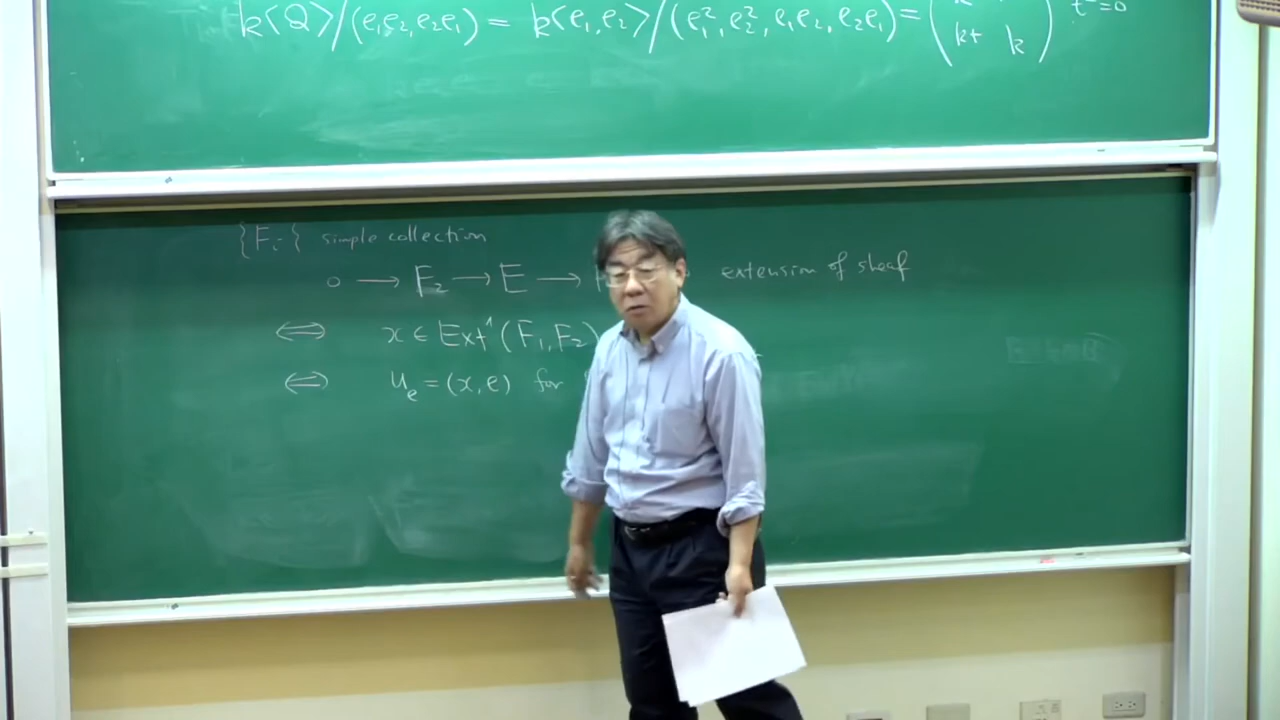 k⟨Q⟩/(e₁e₂, e₂e₁) = k⟨e₁, e₂⟩/(e₁², e₂², e₁e₂, e₂e₁) = (kt k) t²=0
{Fᵢ} simple collection
0 → F₂ → E → extension of sheaf
⟺ x ∈ Ext¹(F₁, F₂)
⟺ u_e = (x, e) for